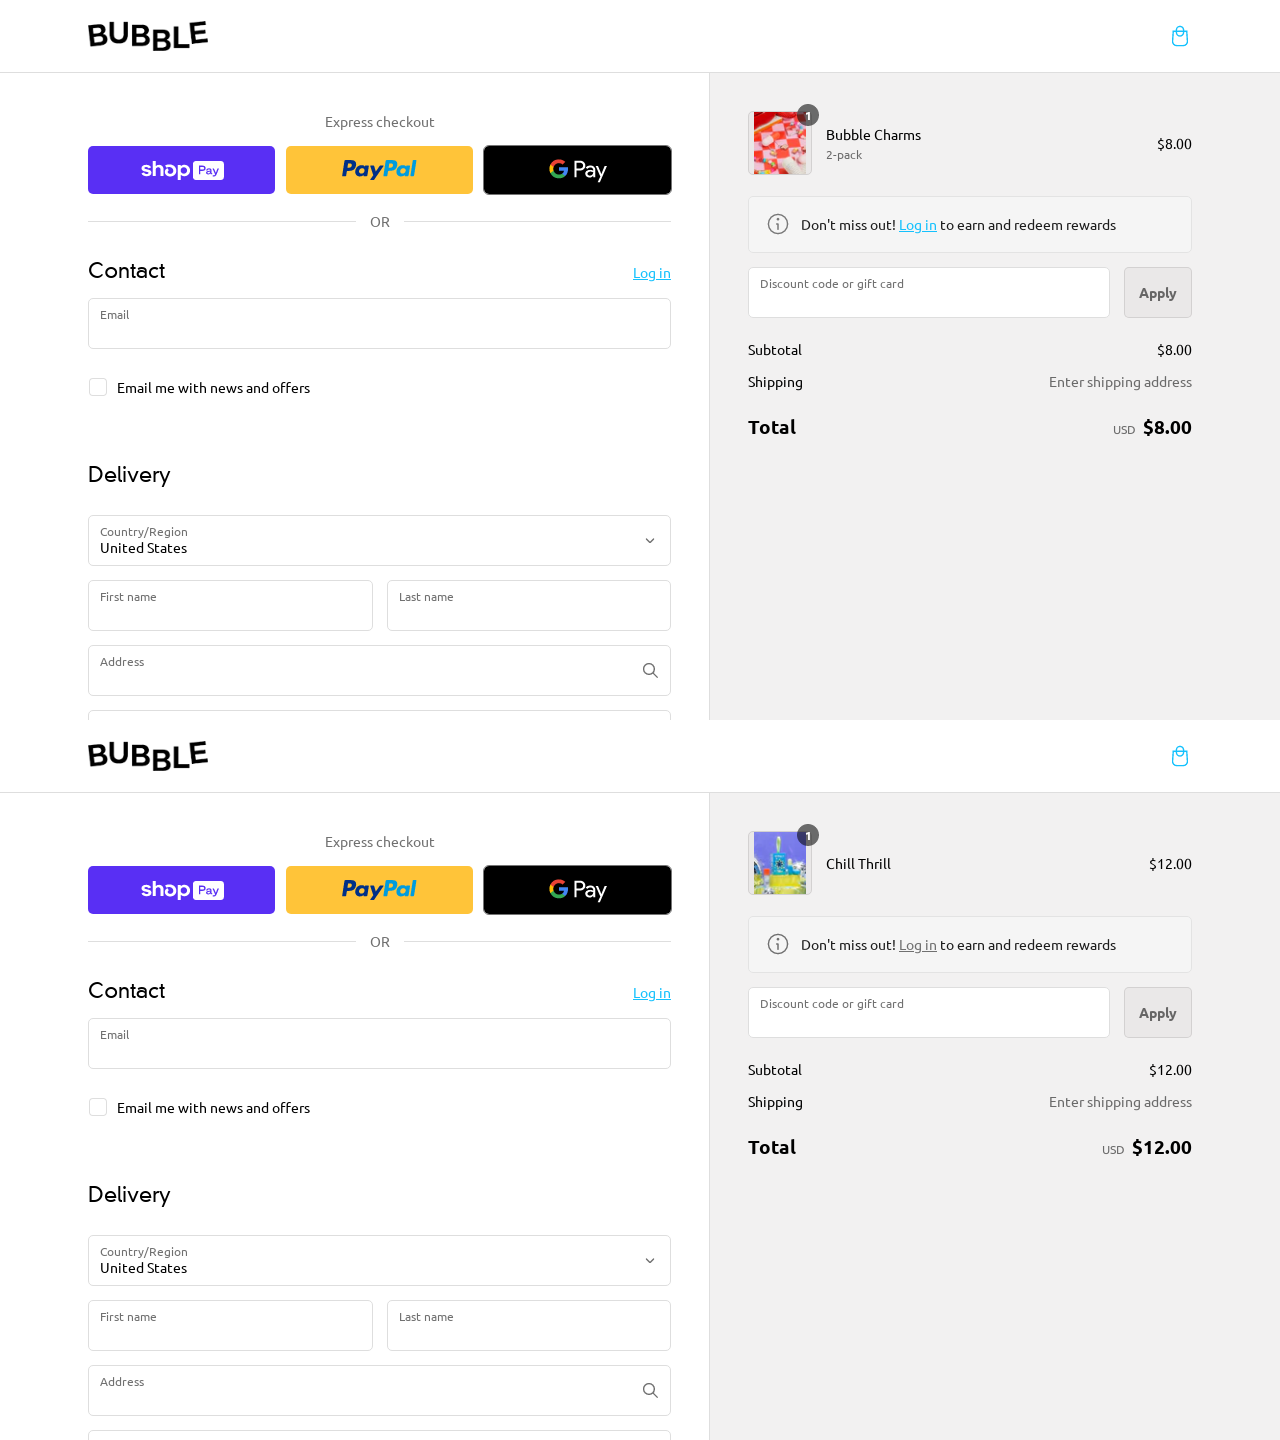 BUBBLE
Express checkout
shop Pay
PayPal
G Pay
OR
Contact
Log in
Email
Email me with news and offers
Delivery
Country/Region
United States
First name
Last name
Address
1
Bubble Charms
2-pack
$8.00
Don't miss out! Log in to earn and redeem rewards
Discount code or gift card
Apply
Subtotal
$8.00
Shipping
Enter shipping address
Total
USD $8.00
BUBBLE
Express checkout
shop Pay
PayPal
G Pay
OR
Contact
Log in
Email
Email me with news and offers
Delivery
Country/Region
United States
First name
Last name
Address
1
Chill Thrill
$12.00
Don't miss out! Log in to earn and redeem rewards
Discount code or gift card
Apply
Subtotal
$12.00
Shipping
Enter shipping address
Total
USD $12.00